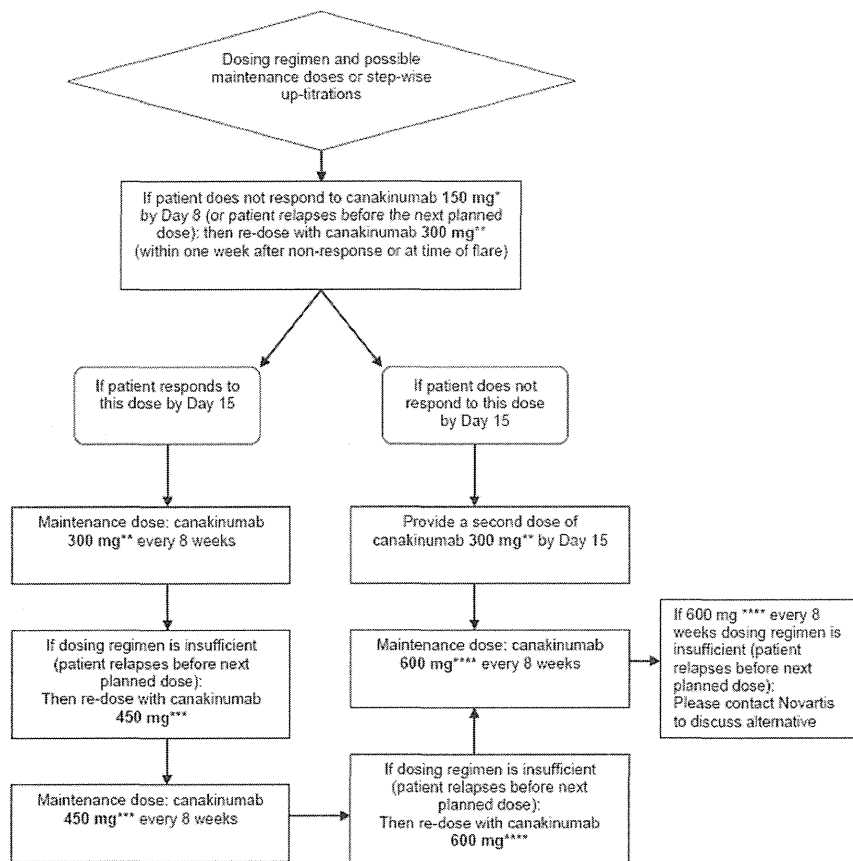 Dosing regimen and possible
maintenance doses or step-wise
up-titrations
If patient does not respond to canakinumab 150 mg*
by Day 8 (or patient relapses before the next planned
dose): then re-dose with canakinumab 300 mg**
(within one week after non-response or at time of flare)
If patient responds to
this dose by Day 15
If patient does not
respond to this dose
by Day 15
Maintenance dose: canakinumab
300 mg** every 8 weeks
Provide a second dose of
canakinumab 300 mg** by Day 15
If dosing regimen is insufficient
(patient relapses before next
planned dose):
Then re-dose with canakinumab
450 mg***
Maintenance dose: canakinumab
600 mg**** every 8 weeks
If 600 mg **** every 8
weeks dosing regimen is
insufficient (patient
relapses before next
planned dose):
Please contact Novartis
to discuss alternative
Maintenance dose: canakinumab
450 mg*** every 8 weeks
If dosing regimen is insufficient
(patient relapses before next
planned dose):
Then re-dose with canakinumab
600 mg****